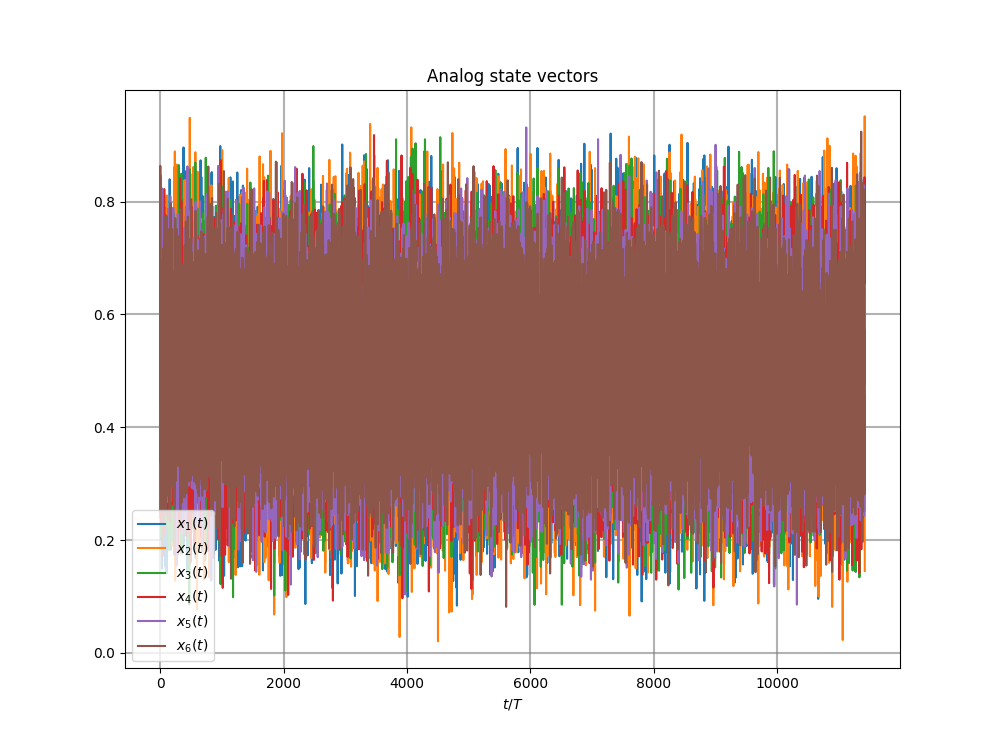 Analog state vectors
0.8
0.6
0.4
0.2
0.0
x₁(t)
x₂(t)
x₃(t)
x₄(t)
x₅(t)
x₆(t)
0 2000 4000 6000 8000 10000
t/T